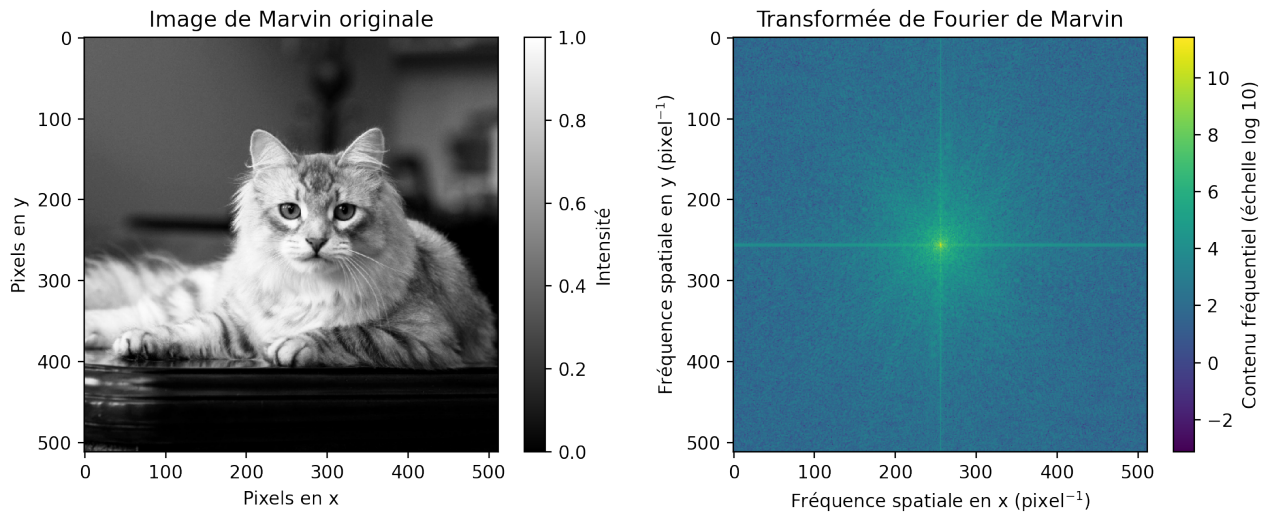 Image de Marvin originale
0
100
200
300
400
500
Pixels en y
0 100 200 300 400 500
Pixels en x
1.0
0.8
0.6
0.4
0.2
0.0
Intensité
Transformée de Fourier de Marvin
0
100
200
300
400
500
Fréquence spatiale en y (pixel⁻¹)
0 100 200 300 400 500
Fréquence spatiale en x (pixel⁻¹)
10
8
6
4
2
0
−2
Contenu fréquentiel (échelle log 10)